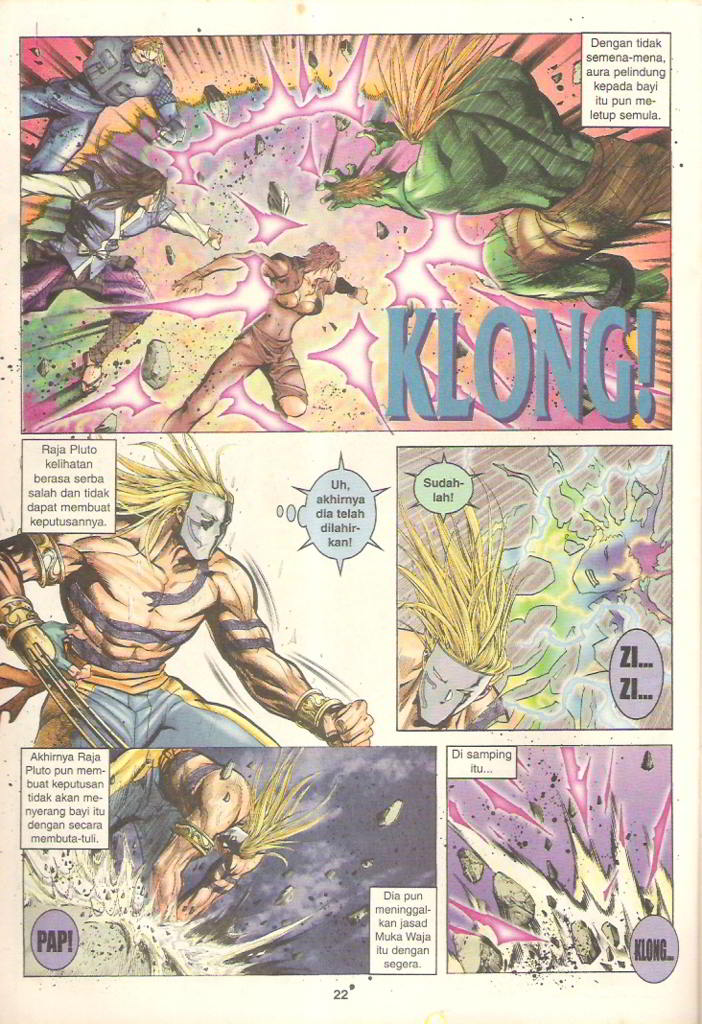 Dengan tidak
semena-mena,
aura pelindung
kepada bayi
itu pun me-
letup semula.
KLONG!
Raja Pluto
kelihatan
berasa serba
salah dan tidak
dapat membuat
keputusannya.
Uh,
akhirnya
dia telah
dilahir-
kan!
Sudah-
lah!
ZI...
ZI...
Akhirnya Raja
Pluto pun mem-
buat keputusan
tidak akan me-
nyerang bayi itu
dengan secara
membuta-tuli.
PAP!
Dia pun
meninggal-
kan jasad
Muka Waja
itu dengan
segera.
Di samping
itu...
KLONG...
22